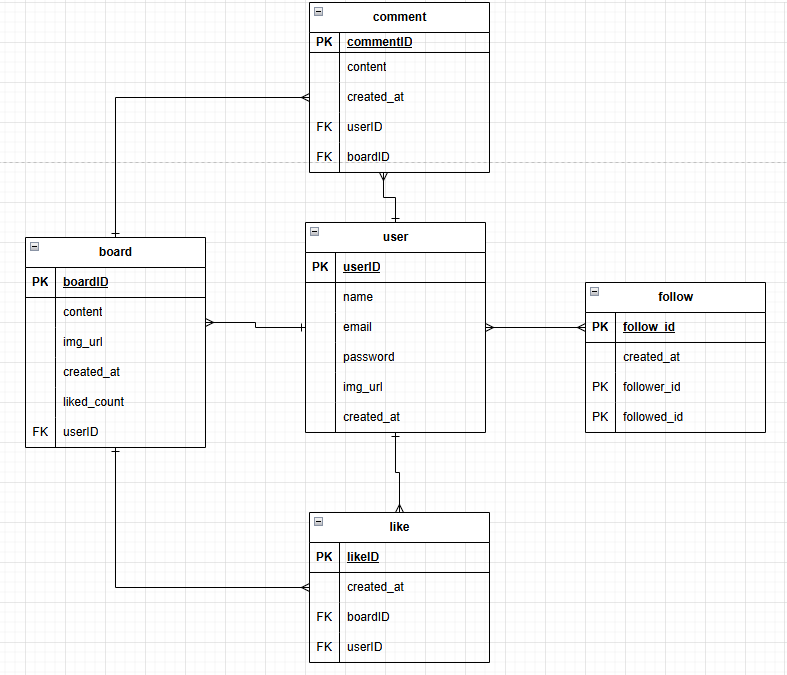 comment
PK commentID
content
created_at
FK userID
FK boardID
board
PK boardID
content
img_url
created_at
liked_count
FK userID
user
PK userID
name
email
password
img_url
created_at
follow
PK follow_id
created_at
PK follower_id
PK followed_id
like
PK likeID
created_at
FK boardID
FK userID